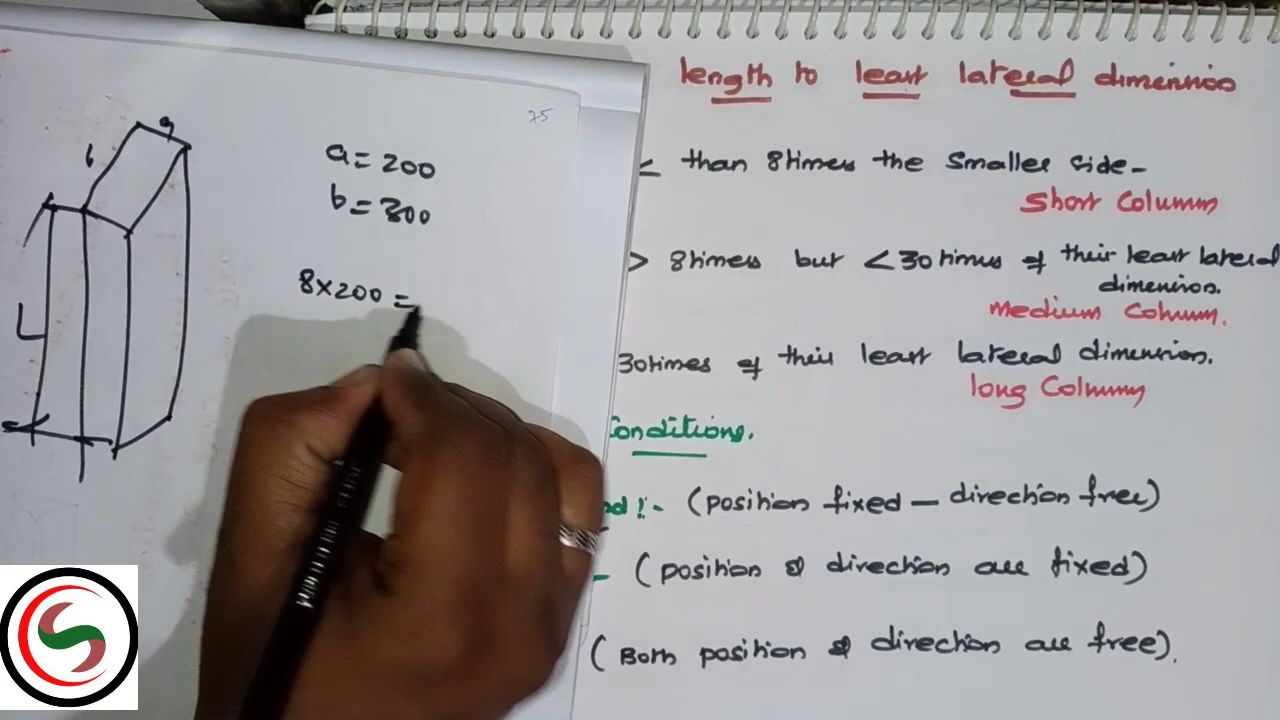 75
b a
L
a = 200
b = 300
8×200 =
length to least lateral dimension
< than 8times the Smaller side -
Short Column
> 8times but < 30times of their least lateral
dimension.
medium Column.
30times of their least lateral dimension.
long Column
Conditions.
(position fixed - direction free)
- (position & direction are fixed)
(Both position & direction are free).